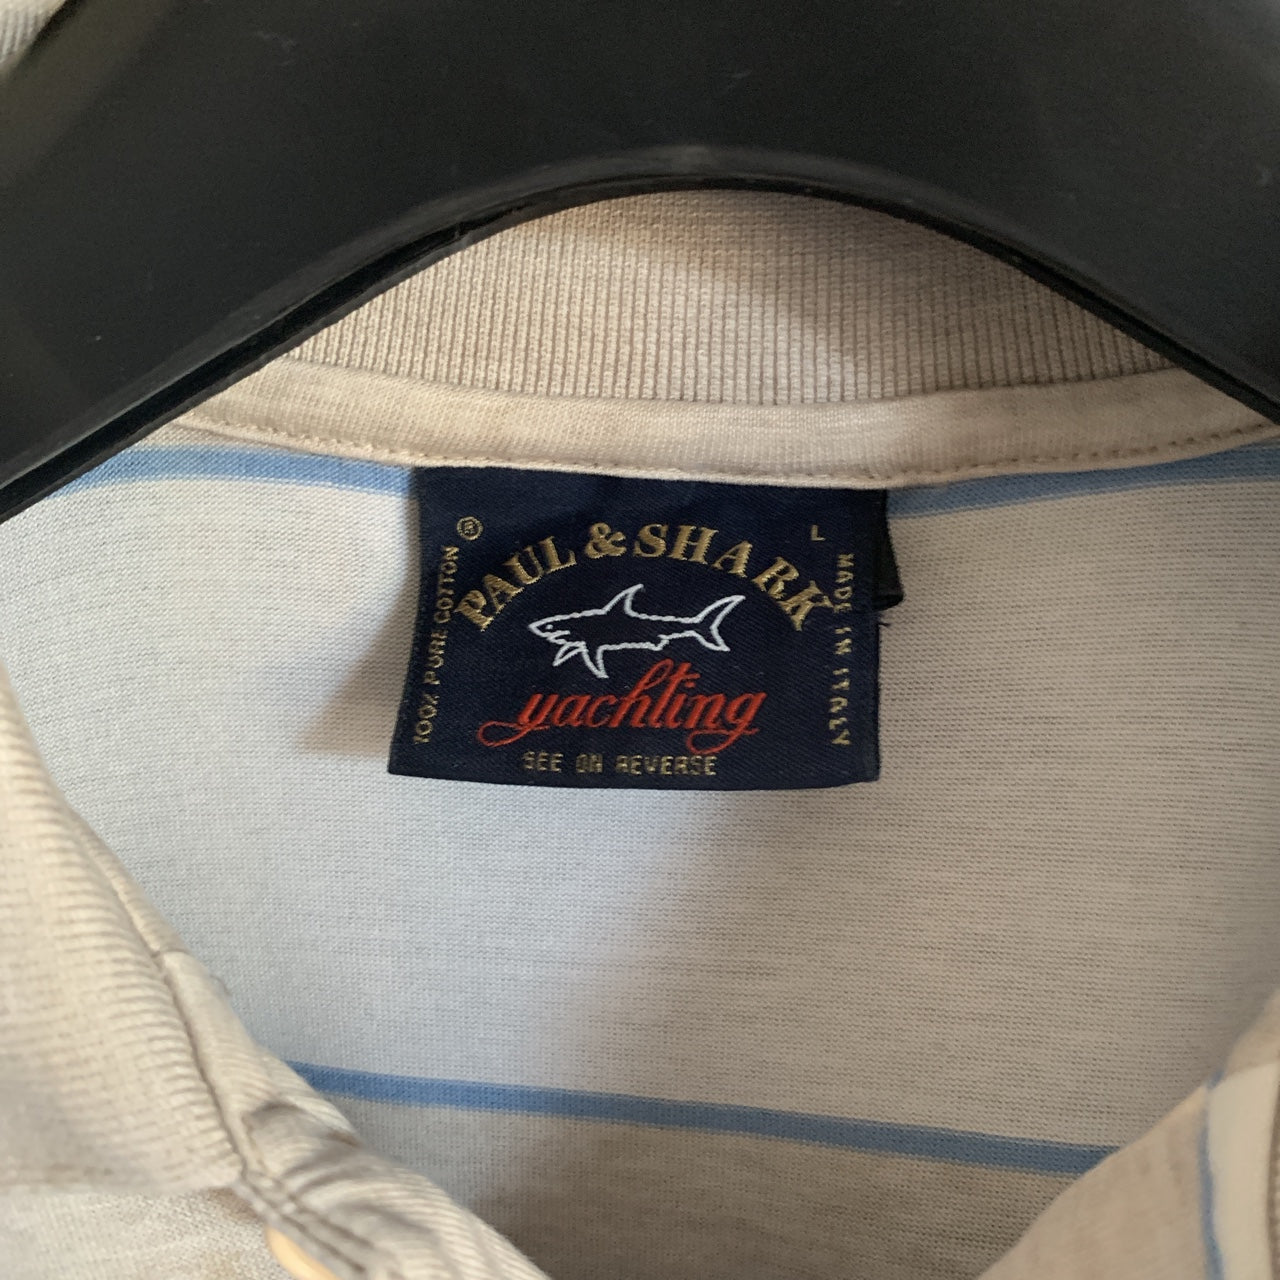 L
®
PAUL & SHARK
100% PURE COTTON
MADE IN ITALY
yachting
SEE ON REVERSE